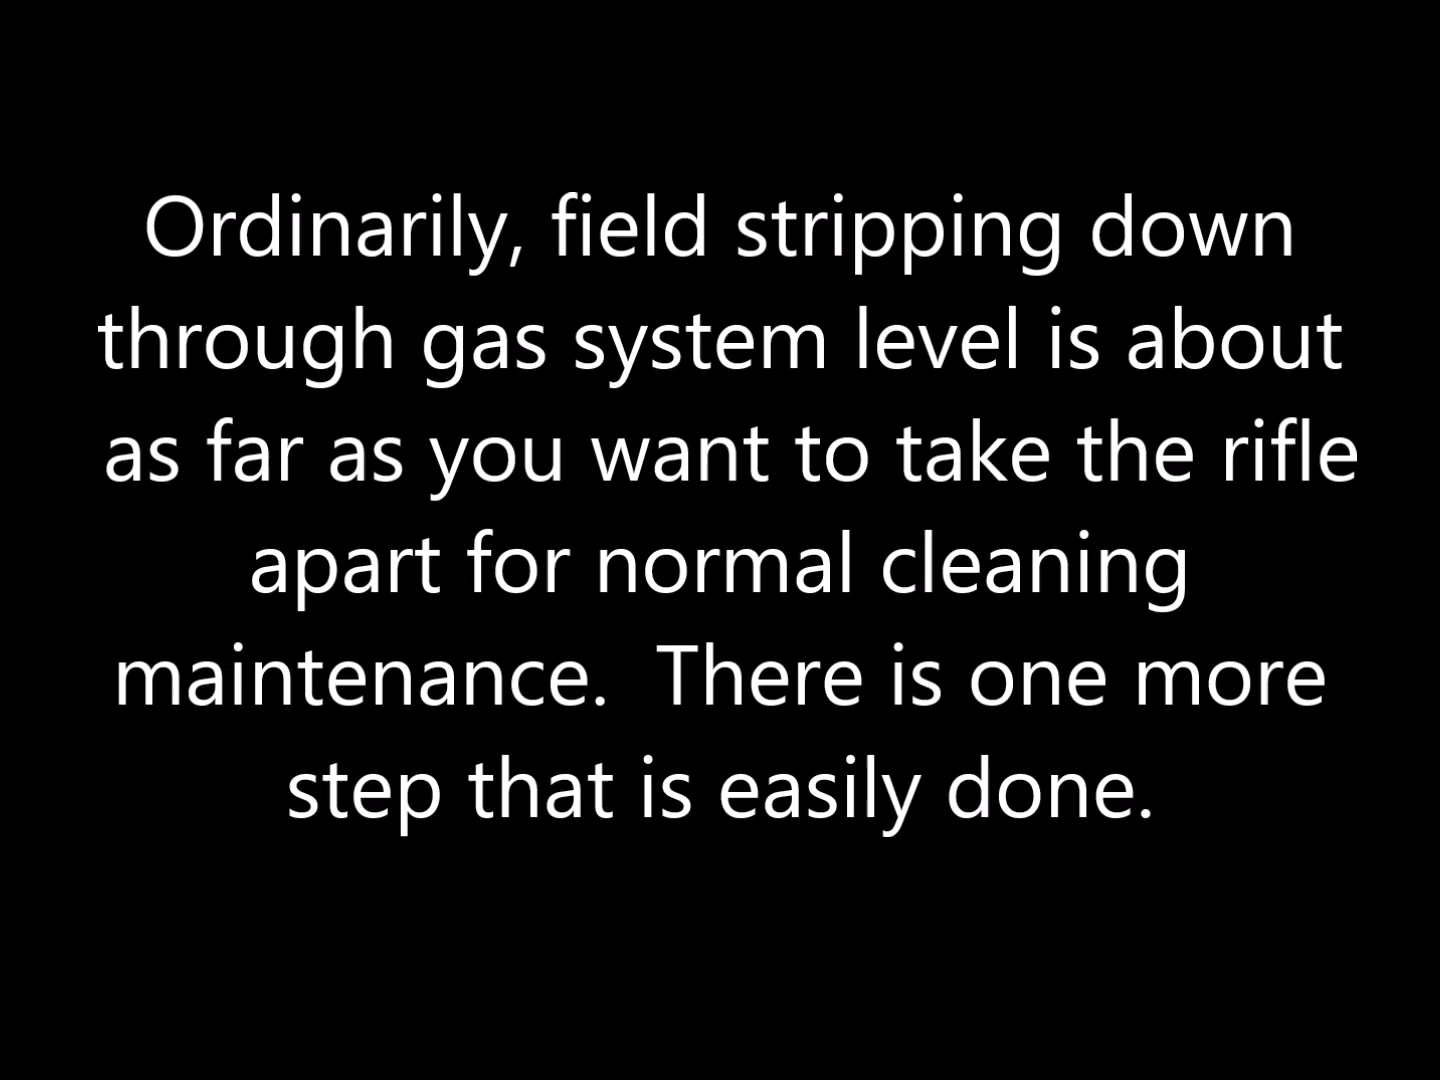 Ordinarily, field stripping down
through gas system level is about
as far as you want to take the rifle
apart for normal cleaning
maintenance.  There is one more
step that is easily done.